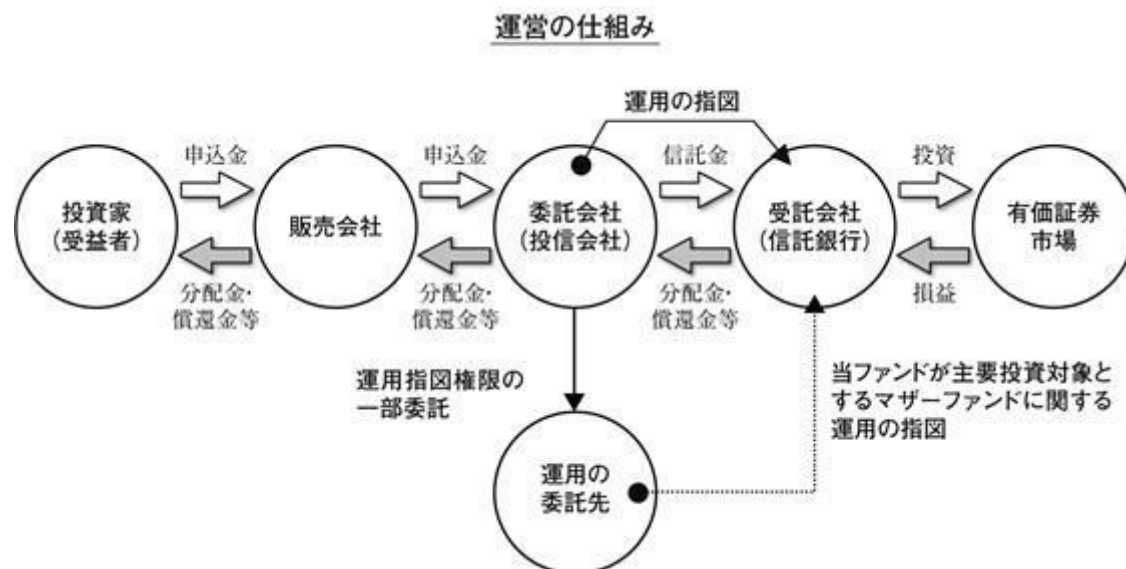 運営の仕組み
運用の指図
申込金
申込金
信託金
投資
投資家
(受益者)
販売会社
委託会社
(投信会社)
受託会社
(信託銀行)
有価証券
市場
分配金・
償還金等
分配金・
償還金等
分配金・
償還金等
損益
運用指図権限の
一部委託
当ファンドが主要投資対象と
するマザーファンドに関する
運用の指図
運用の
委託先